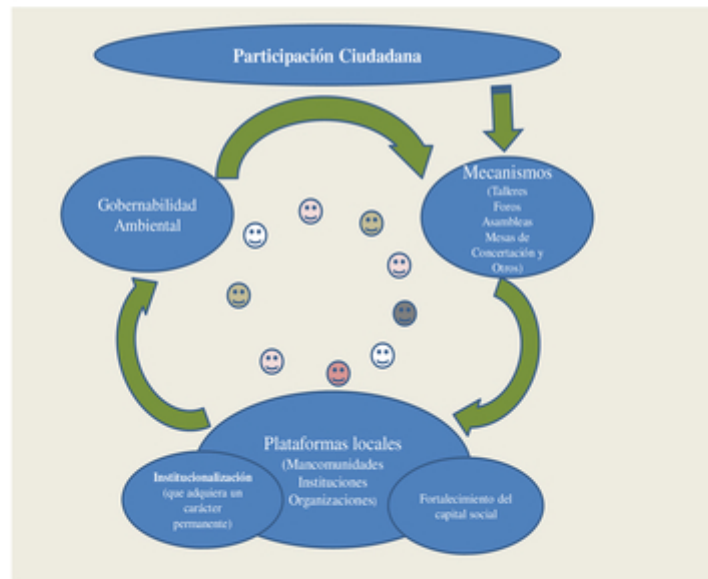 Participación Ciudadana
Gobernabilidad
Ambiental
Mecanismos
(Talleres
Foros
Asambleas
Mesas de
Concertación y
Otros)
Plataformas locales
(Mancomunidades
Instituciones
Organizaciones)
Institucionalización
(que adquiera un
carácter
permanente)
Fortalecimiento del
capital social